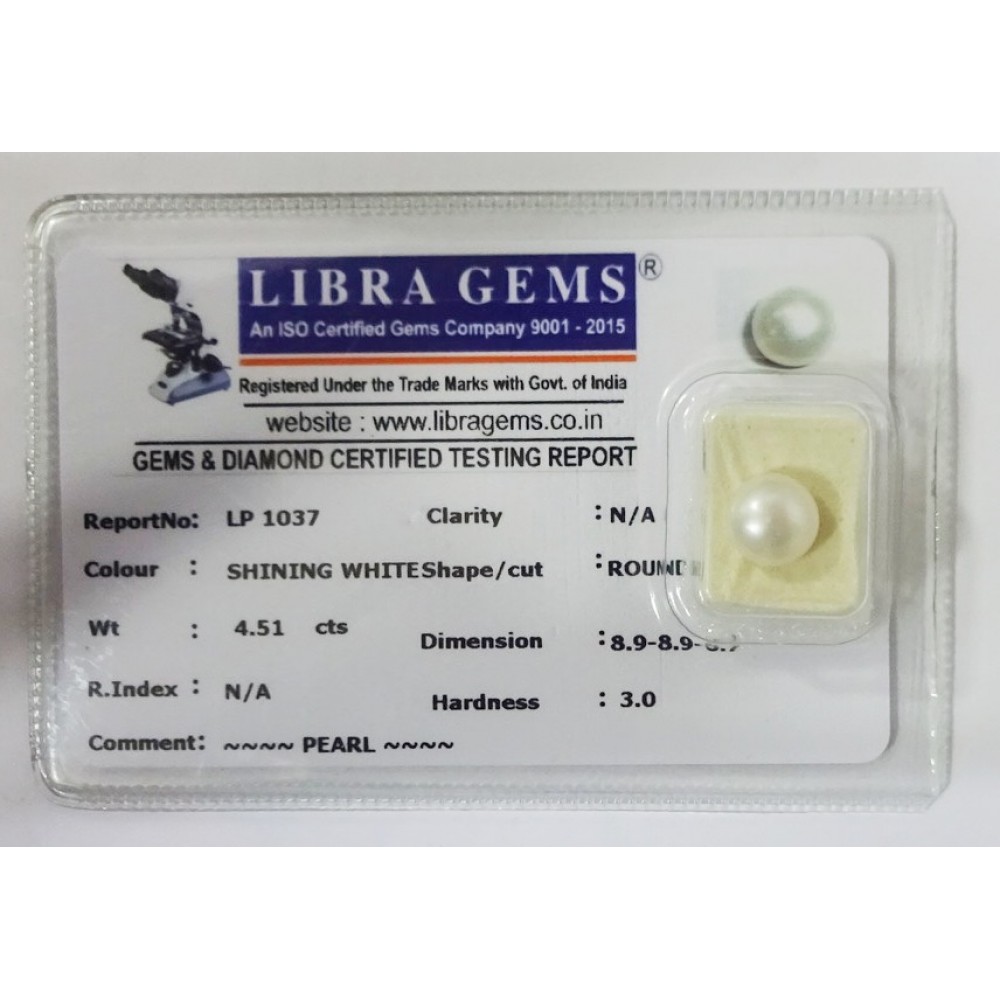 LIBRA GEMS ®
An ISO Certified Gems Company 9001 - 2015
Registered Under the Trade Marks with Govt. of India
website : www.libragems.co.in
GEMS & DIAMOND CERTIFIED TESTING REPORT
ReportNo: LP 1037 Clarity : N/A
Colour : SHINING WHITE Shape/cut : ROUND
Wt : 4.51 cts Dimension : 8.9-8.9-
R.Index : N/A Hardness : 3.0
Comment: ~~~~ PEARL ~~~~